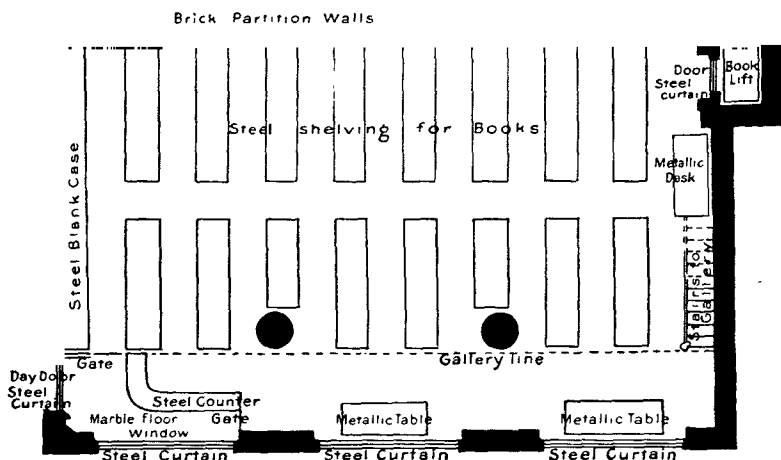 Brick Partition Walls
Door
Steel
curtain
Book
Lift
Steel shelving for Books
Metallic
Desk
Steel Blank Case
Stairs to
Gallery
Gate
Gallery line
Day Door
Steel
Curtain
Steel Counter
Marble Floor
Gate
Window
Metallic Table
Metallic Table
Steel Curtain
Steel Curtain
Steel Curtain